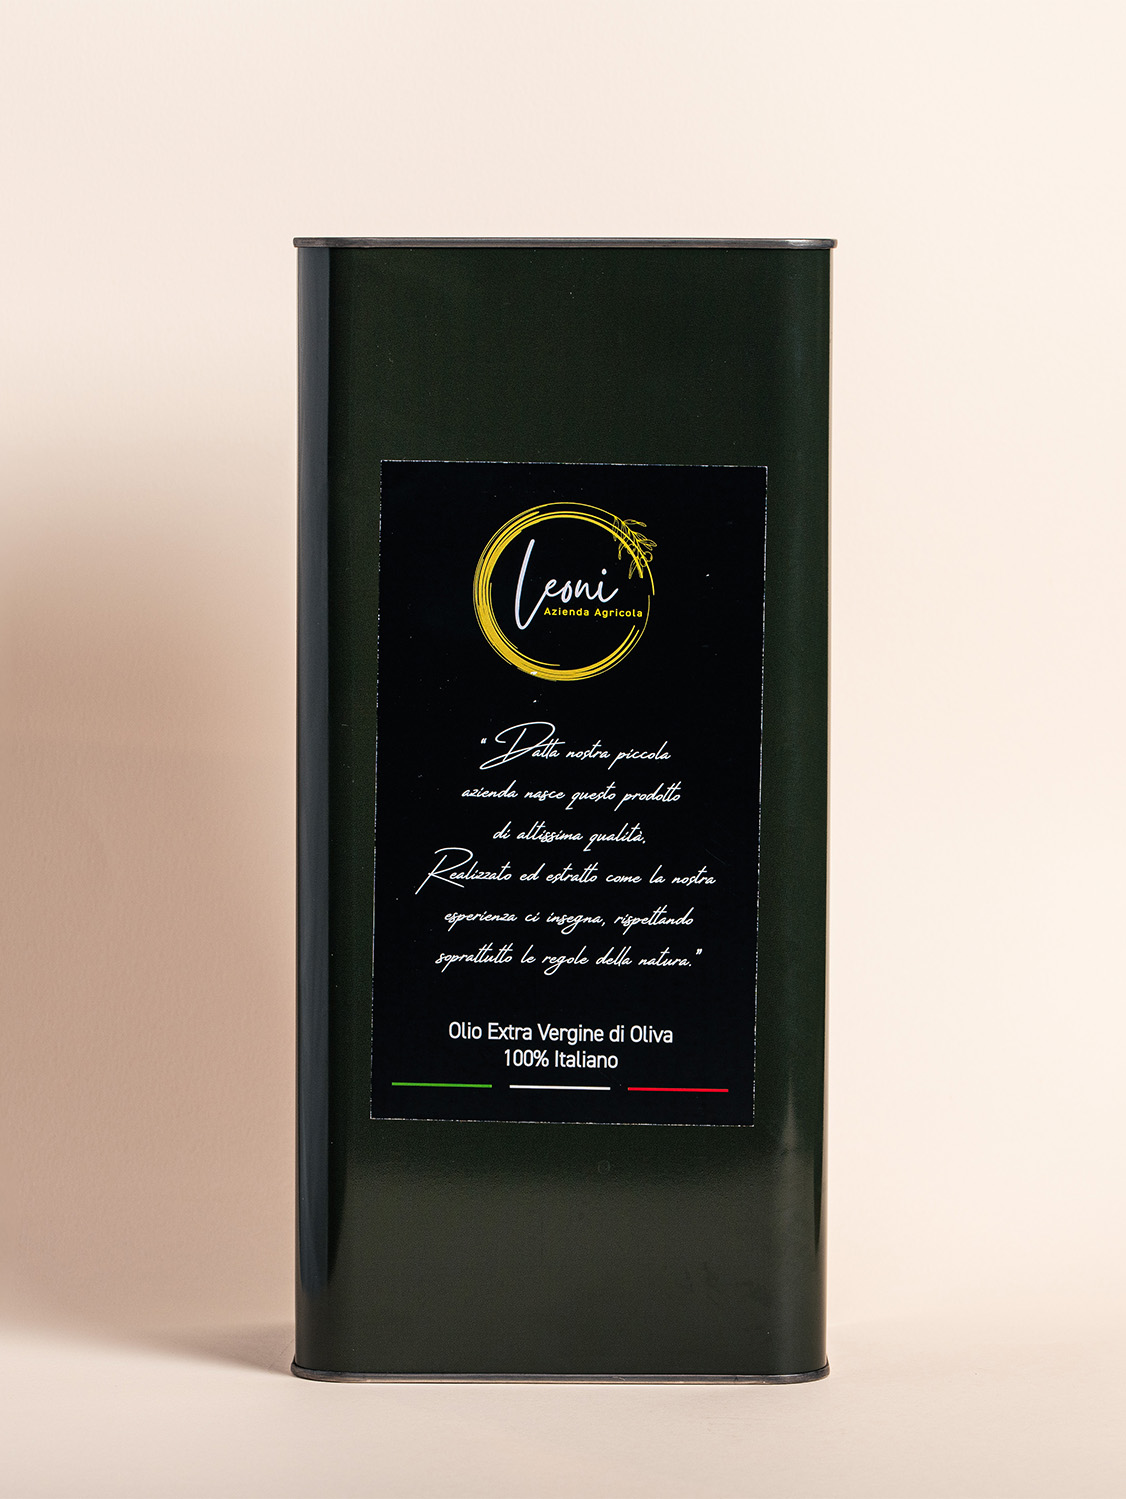 Leoni
Azienda Agricola
“Dalla nostra piccola
azienda nasce questo prodotto
di altissima qualità.
Realizzato ed estratto come la nostra
esperienza ci insegna, rispettando
soprattutto le regole della natura.”
Olio Extra Vergine di Oliva
100% Italiano